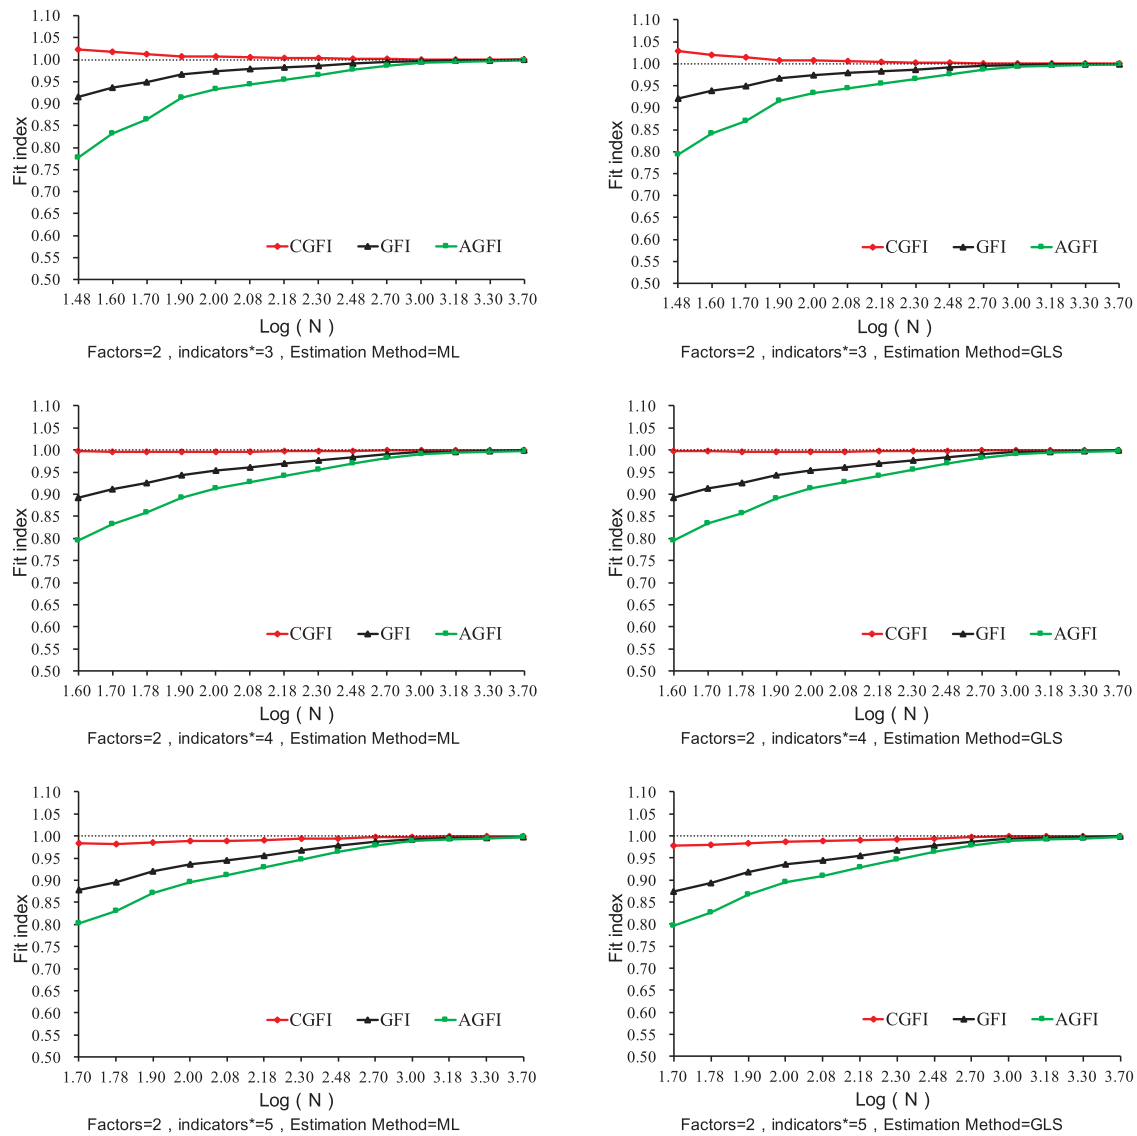 1.10
1.05
1.00
0.95
0.90
0.85
0.80
0.75
0.70
0.65
0.60
0.55
0.50
Fit index
CGFI GFI AGFI
1.48 1.60 1.70 1.90 2.00 2.08 2.18 2.30 2.48 2.70 3.00 3.18 3.30 3.70
Log ( N )
Factors=2 , indicators*=3 , Estimation Method=ML
1.10
1.05
1.00
0.95
0.90
0.85
0.80
0.75
0.70
0.65
0.60
0.55
0.50
Fit index
CGFI GFI AGFI
1.48 1.60 1.70 1.90 2.00 2.08 2.18 2.30 2.48 2.70 3.00 3.18 3.30 3.70
Log ( N )
Factors=2 , indicators*=3 , Estimation Method=GLS
1.10
1.05
1.00
0.95
0.90
0.85
0.80
0.75
0.70
0.65
0.60
0.55
0.50
Fit index
CGFI GFI AGFI
1.60 1.70 1.78 1.90 2.00 2.08 2.18 2.30 2.48 2.70 3.00 3.18 3.30 3.70
Log ( N )
Factors=2 , indicators*=4 , Estimation Method=ML
1.10
1.05
1.00
0.95
0.90
0.85
0.80
0.75
0.70
0.65
0.60
0.55
0.50
Fit index
CGFI GFI AGFI
1.60 1.70 1.78 1.90 2.00 2.08 2.18 2.30 2.48 2.70 3.00 3.18 3.30 3.70
Log ( N )
Factors=2 , indicators*=4 , Estimation Method=GLS
1.10
1.05
1.00
0.95
0.90
0.85
0.80
0.75
0.70
0.65
0.60
0.55
0.50
Fit index
CGFI GFI AGFI
1.70 1.78 1.90 2.00 2.08 2.18 2.30 2.48 2.70 3.00 3.18 3.30 3.70
Log ( N )
Factors=2 , indicators*=5 , Estimation Method=ML
1.10
1.05
1.00
0.95
0.90
0.85
0.80
0.75
0.70
0.65
0.60
0.55
0.50
Fit index
CGFI GFI AGFI
1.70 1.78 1.90 2.00 2.08 2.18 2.30 2.48 2.70 3.00 3.18 3.30 3.70
Log ( N )
Factors=2 , indicators*=5 , Estimation Method=GLS